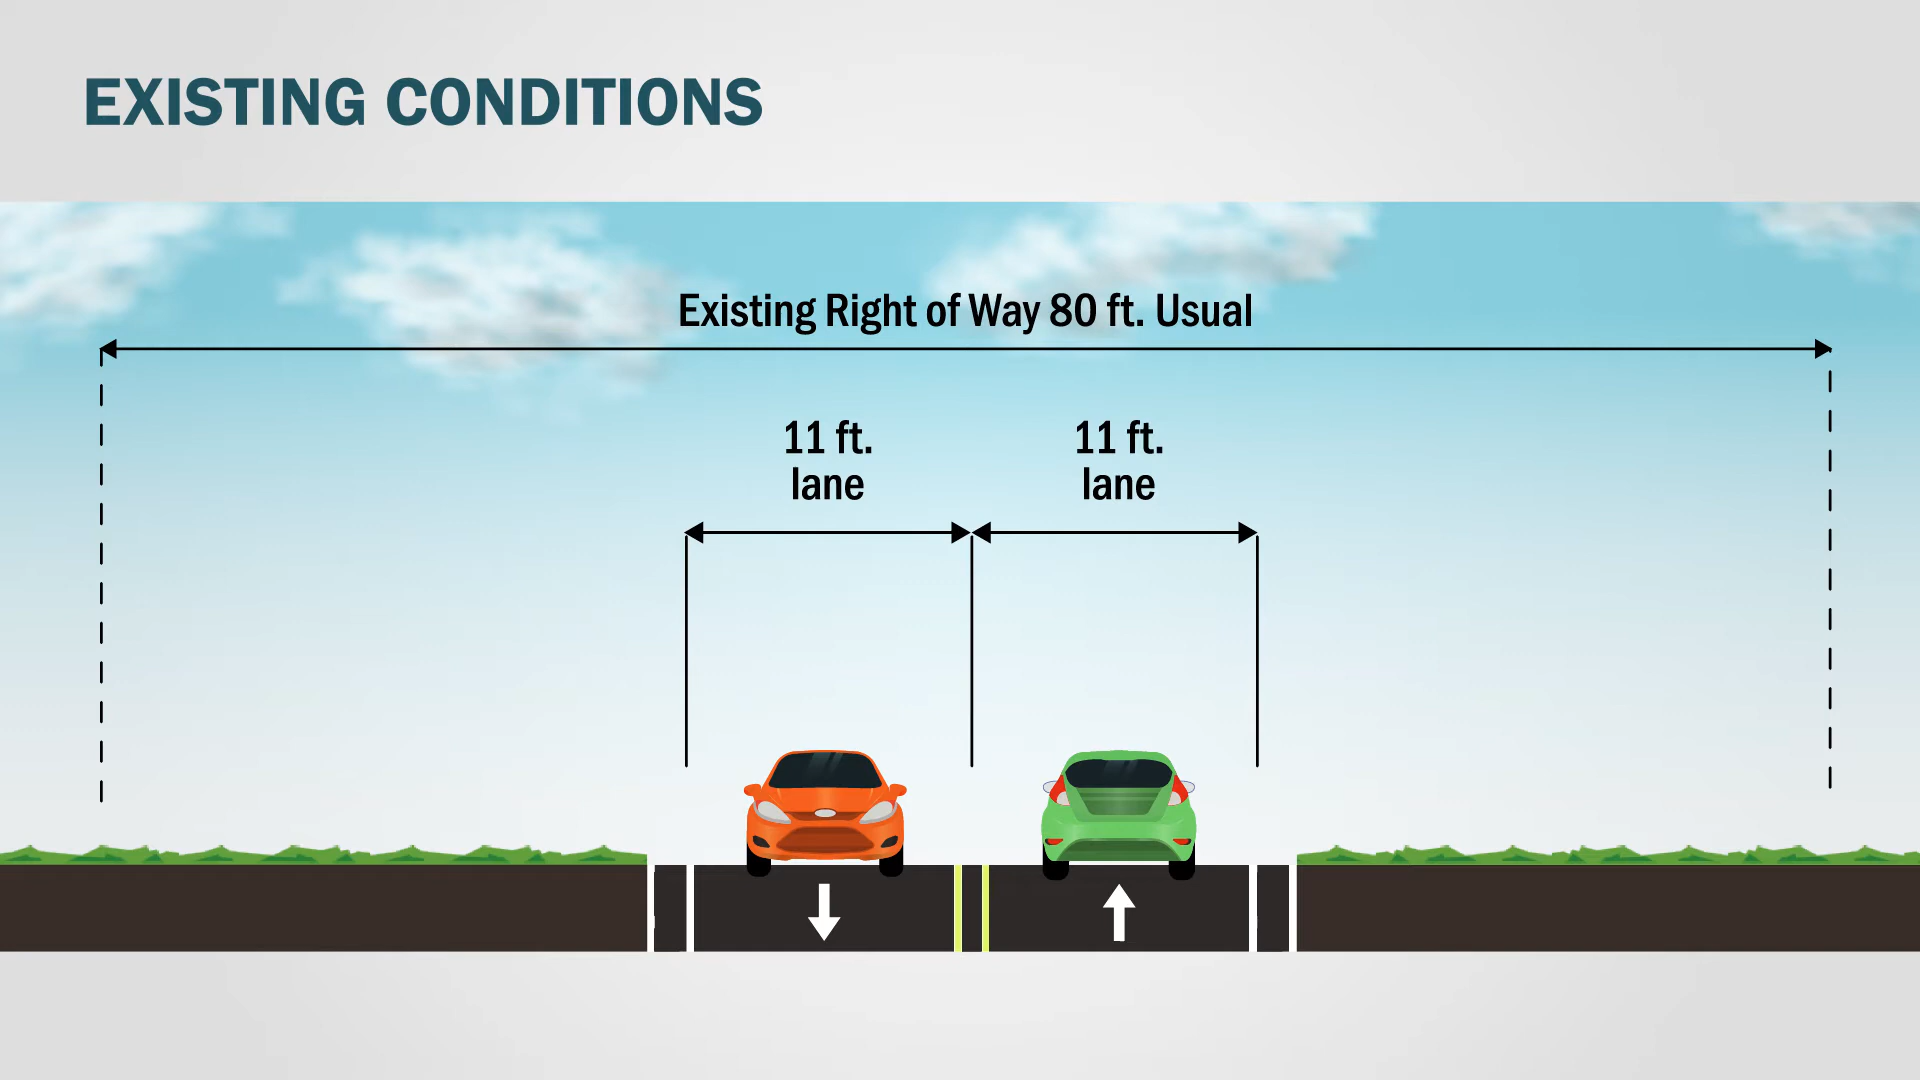 EXISTING CONDITIONS
Existing Right of Way 80 ft. Usual
11 ft.
lane
11 ft.
lane